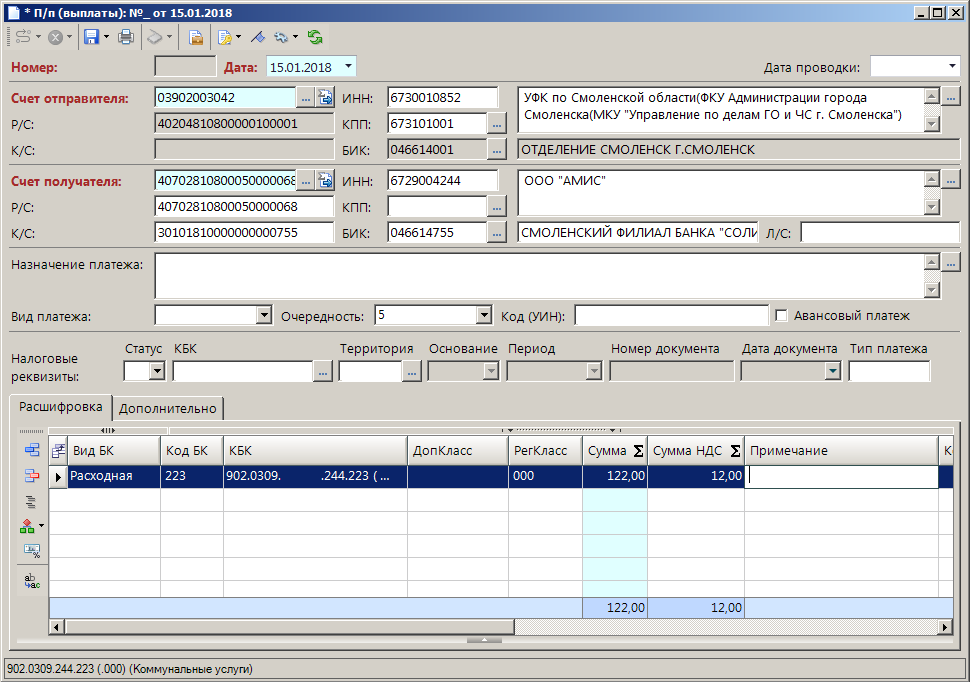 * П/п (выплаты): №_ от 15.01.2018
Номер: Дата: 15.01.2018 Дата проводки:
Счет отправителя: 03902003042 ... ИНН: 6730010852 УФК по Смоленской области(ФКУ Администрации города ...
Смоленска(МКУ "Управление по делам ГО и ЧС г. Смоленска")
Р/С: 40204810800000100001 КПП: 673101001 ...
К/С: БИК: 046614001 ... ОТДЕЛЕНИЕ СМОЛЕНСК Г.СМОЛЕНСК
Счет получателя: 40702810800050000068 ... ИНН: 6729004244 ООО "АМИС" ...
Р/С: 40702810800050000068 КПП: ...
К/С: 30101810000000000755 БИК: 046614755 ... СМОЛЕНСКИЙ ФИЛИАЛ БАНКА "СОЛИ Л/С:
Назначение платежа: ...
Вид платежа: Очередность: 5 Код (УИН): Авансовый платеж
Налоговые реквизиты: Статус КБК Территория Основание Период Номер документа Дата документа Тип платежа
... ...
Расшифровка Дополнительно
Вид БК Код БК КБК ДопКласс РегКласс Сумма Σ Сумма НДС Σ Примечание К
Расходная 223 902.0309. .244.223 ( ... 000 122,00 12,00
122,00 12,00
902.0309.244.223 (.000) (Коммунальные услуги)